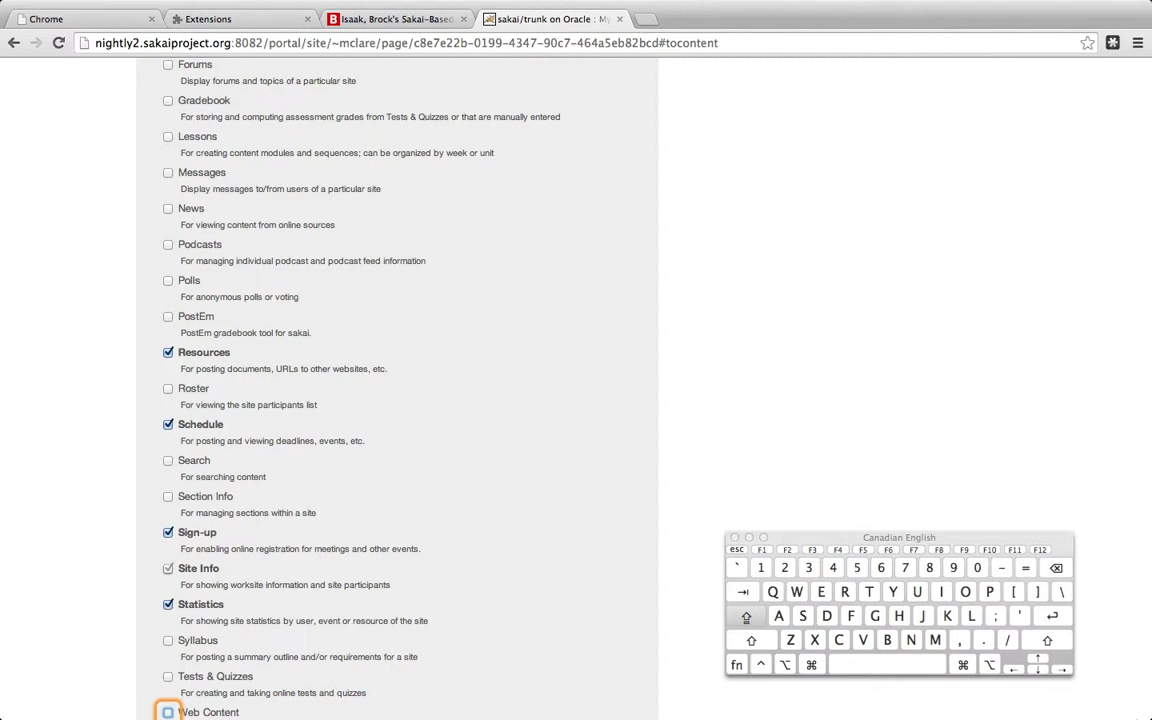 Chrome
Extensions
Isaak, Brock's Sakai-Based
sakai/trunk on Oracle : My
nightly2.sakaiproject.org:8082/portal/site/~mclare/page/c8e7e22b-0199-4347-90c7-464a5eb82bcd#tocontent
Forums
Display forums and topics of a particular site
Gradebook
For storing and computing assessment grades from Tests & Quizzes or that are manually entered
Lessons
For creating content modules and sequences; can be organized by week or unit
Messages
Display messages to/from users of a particular site
News
For viewing content from online sources
Podcasts
For managing individual podcast and podcast feed information
Polls
For anonymous polls or voting
PostEm
PostEm gradebook tool for sakai.
Resources
For posting documents, URLs to other websites, etc.
Roster
For viewing the site participants list
Schedule
For posting and viewing deadlines, events, etc.
Search
For searching content
Section Info
For managing sections within a site
Sign-up
For enabling online registration for meetings and other events.
Site Info
For showing worksite information and site participants
Statistics
For showing site statistics by user, event or resource of the site
Syllabus
For posting a summary outline and/or requirements for a site
Tests & Quizzes
For creating and taking online tests and quizzes
Web Content
Canadian English
esc F1 F2 F3 F4 F5 F6 F7 F8 F9 F10 F11 F12
` 1 2 3 4 5 6 7 8 9 0 - =
Q W E R T Y U I O P [ ] \
A S D F G H J K L ; '
Z X C V B N M , . /
fn ^ ⌥ ⌘ ⌘ ⌥